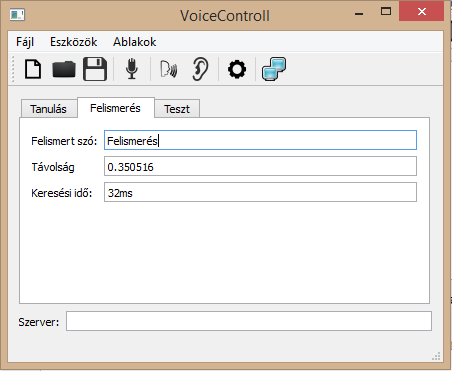 VoiceControll
Fájl Eszközök Ablakok
Tanulás Felismerés Teszt
Felismert szó: Felismerés
Távolság 0.350516
Keresési idő: 32ms
Szerver: